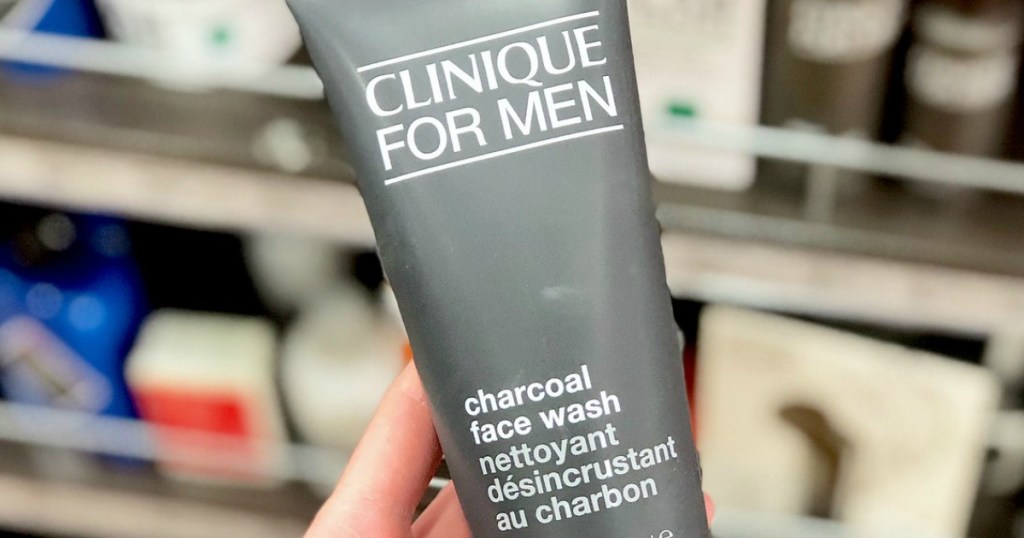 CLINIQUE
FOR MEN
charcoal
face wash
nettoyant
désincrustant
au charbon